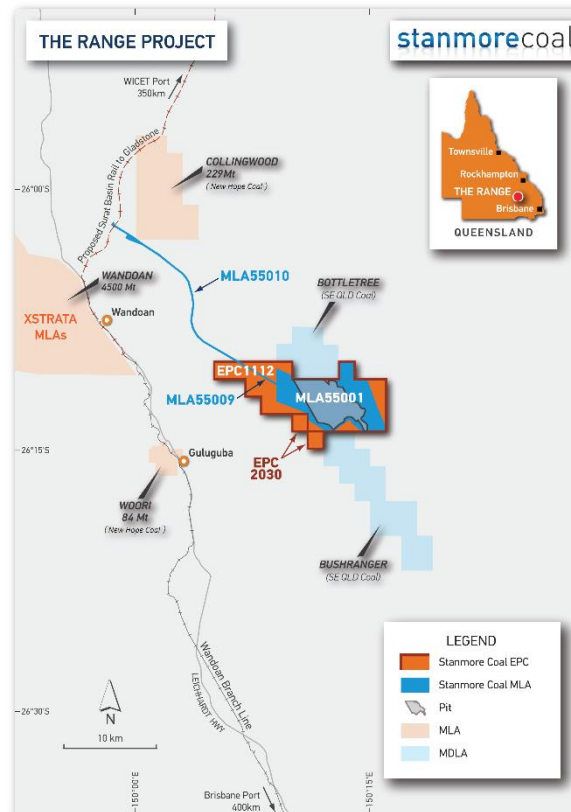 THE RANGE PROJECT
stanmorecoal
WICET Port
350km
Proposed Surat Basin Rail to Gladstone
COLLINGWOOD
229Mt
(New Hope Coal)
Townsville
Rockhampton
THE RANGE
Brisbane
QUEENSLAND
26°00'S
MLA55010
WANDOAN
4500 Mt
BOTTLETREE
(SE QLD Coal)
XSTRATA
MLAs
Wandoan
EPC1112
MLA55009
MLA55001
26°15'S
Guluguba
EPC
2030
WOORI
84 Mt
(New Hope Coal)
BUSHRANGER
(SE QLD Coal)
LEGEND
Stanmore Coal EPC
Stanmore Coal MLA
Pit
MLA
MDLA
Wandoan Branch Line
LEICHHARDT HWY
26°30'S
N
10 km
150°00'E
150°15'E
Brisbane Port
400km